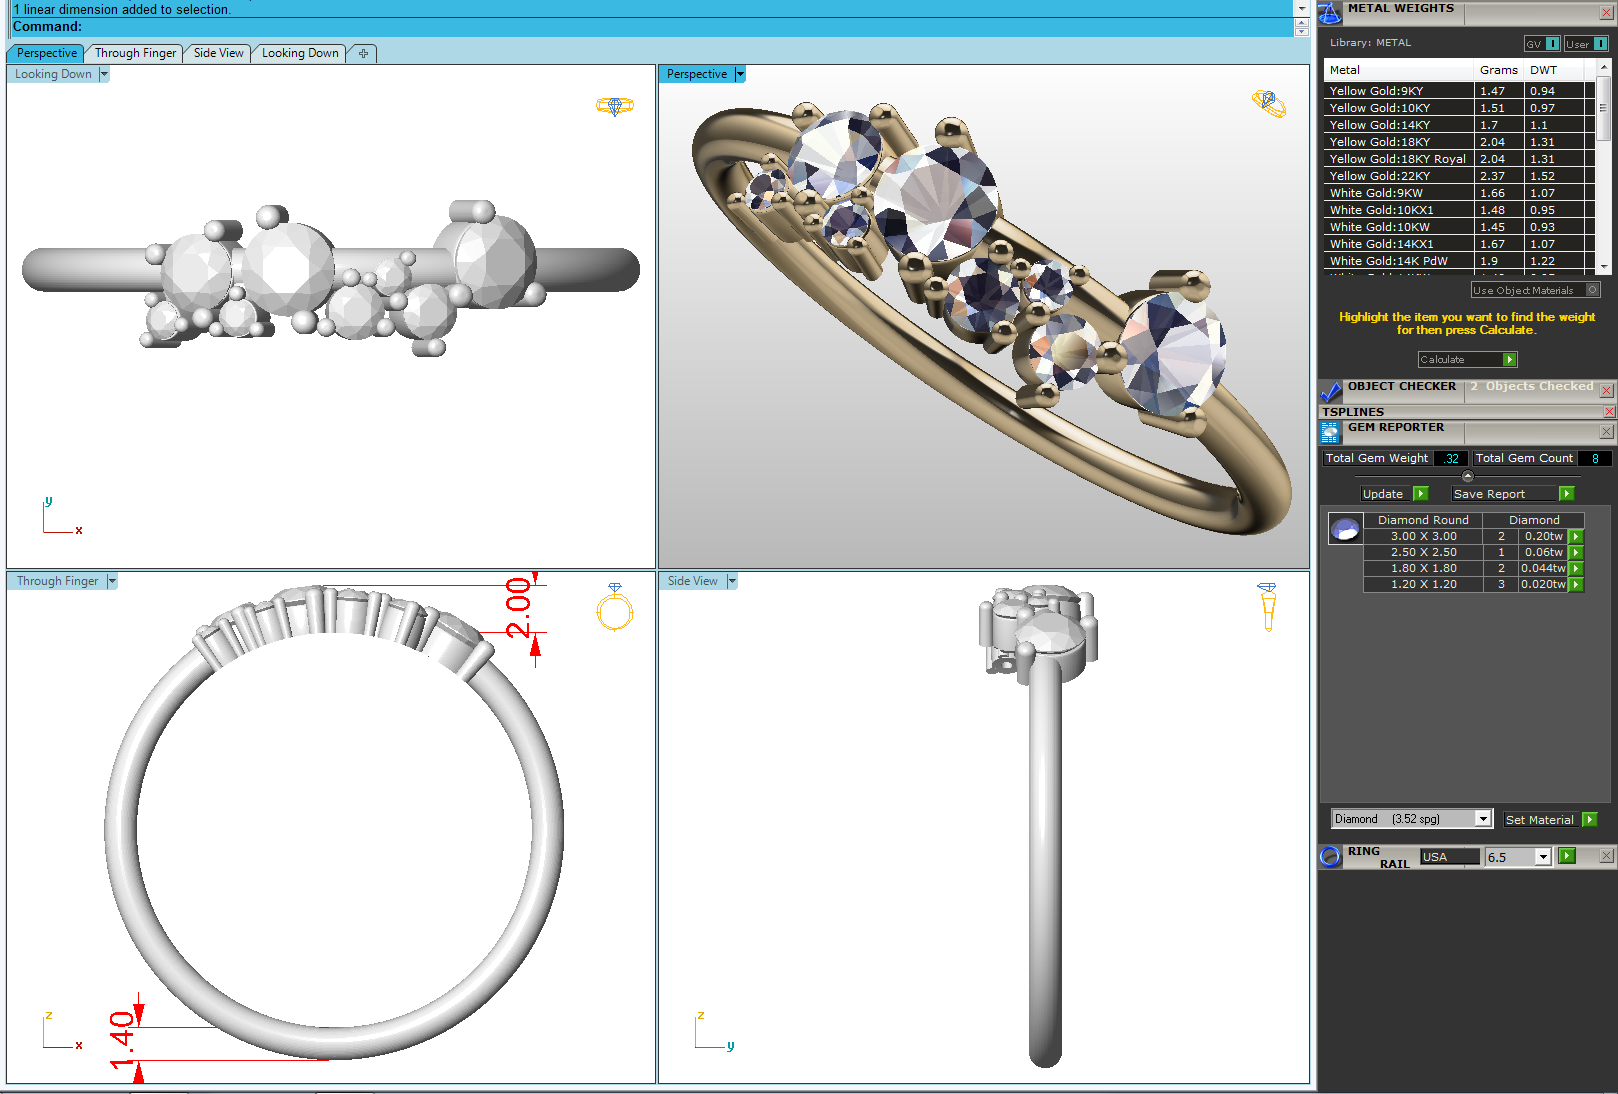 1 linear dimension added to selection.
Command:
Perspective
Through Finger
Side View
Looking Down
Looking Down
Perspective
y
x
Through Finger
2.00
1.40
z
x
Side View
z
y
METAL WEIGHTS
Library: METAL
GV I User I
Metal Grams DWT
Yellow Gold:9KY 1.47 0.94
Yellow Gold:10KY 1.51 0.97
Yellow Gold:14KY 1.7 1.1
Yellow Gold:18KY 2.04 1.31
Yellow Gold:18KY Royal 2.04 1.31
Yellow Gold:22KY 2.37 1.52
White Gold:9KW 1.66 1.07
White Gold:10KX1 1.48 0.95
White Gold:10KW 1.45 0.93
White Gold:14KX1 1.67 1.07
White Gold:14K PdW 1.9 1.22
Use Object Materials O
Highlight the item you want to find the weight
for then press Calculate.
Calculate
OBJECT CHECKER 2 Objects Checked
TSPLINES
GEM REPORTER
Total Gem Weight .32 Total Gem Count 8
Update Save Report
Diamond Round Diamond
3.00 X 3.00 2 0.20tw
2.50 X 2.50 1 0.06tw
1.80 X 1.80 2 0.044tw
1.20 X 1.20 3 0.020tw
Diamond (3.52 spg) Set Material
RING RAIL USA 6.5